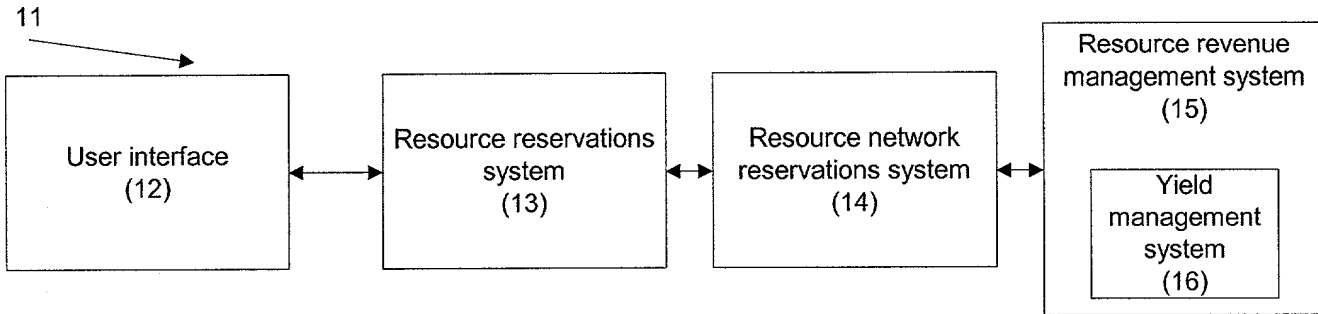 11
User interface
(12)
Resource reservations
system
(13)
Resource network
reservations system
(14)
Resource revenue
management system
(15)
Yield
management
system
(16)